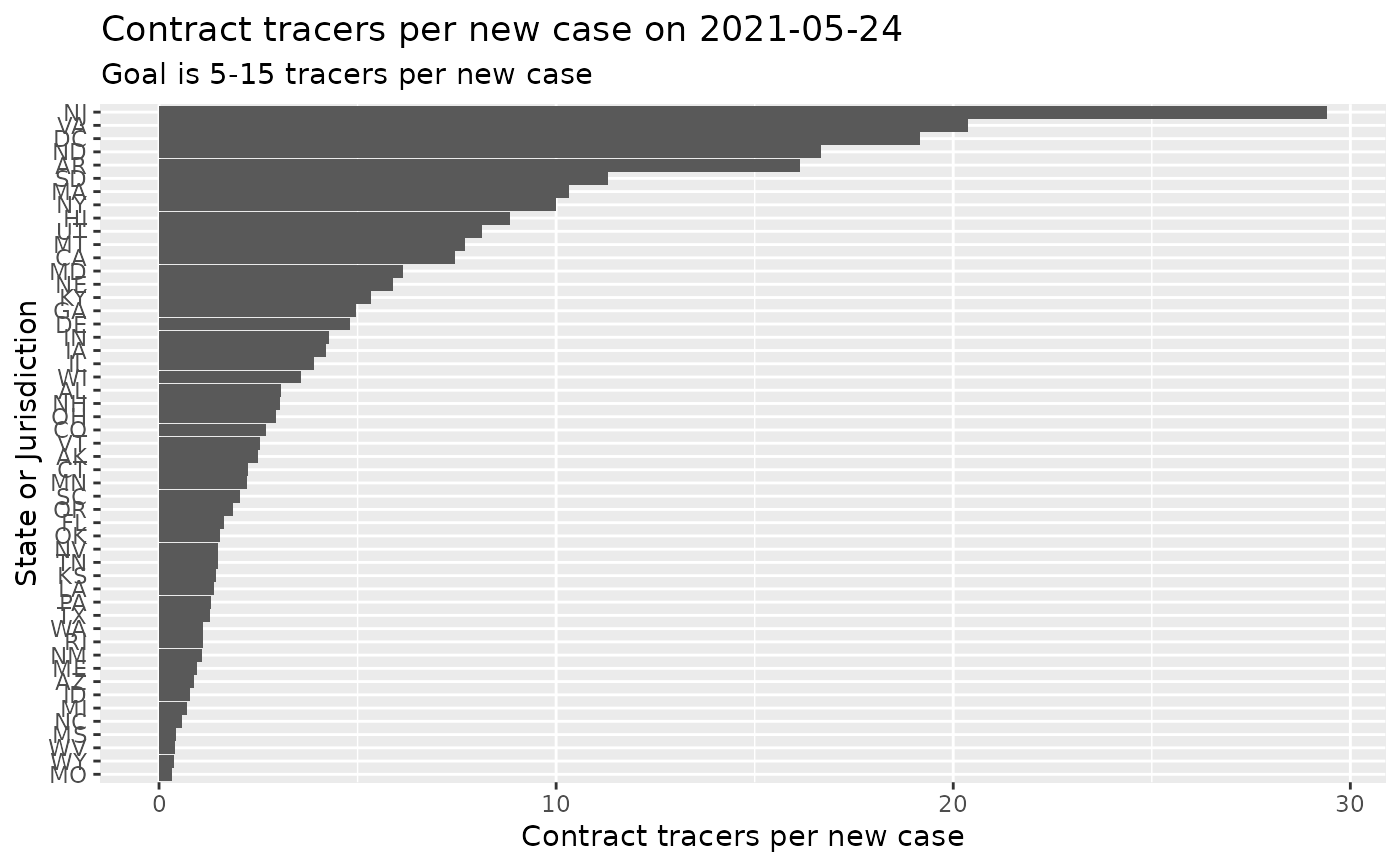 Contract tracers per new case on 2021-05-24
Goal is 5-15 tracers per new case
NJ
VA
DC
ND
AR
SD
MA
NY
HI
UT
MT
CA
MD
NE
KY
GA
DE
IN
IA
IL
WI
AL
NH
OH
CO
VT
AK
CT
MN
SC
OR
FL
OK
NV
TN
KS
LA
PA
TX
WA
RI
NM
ME
AZ
ID
MI
NC
MS
WV
WY
MO
State or Jurisdiction
0 10 20 30
Contract tracers per new case